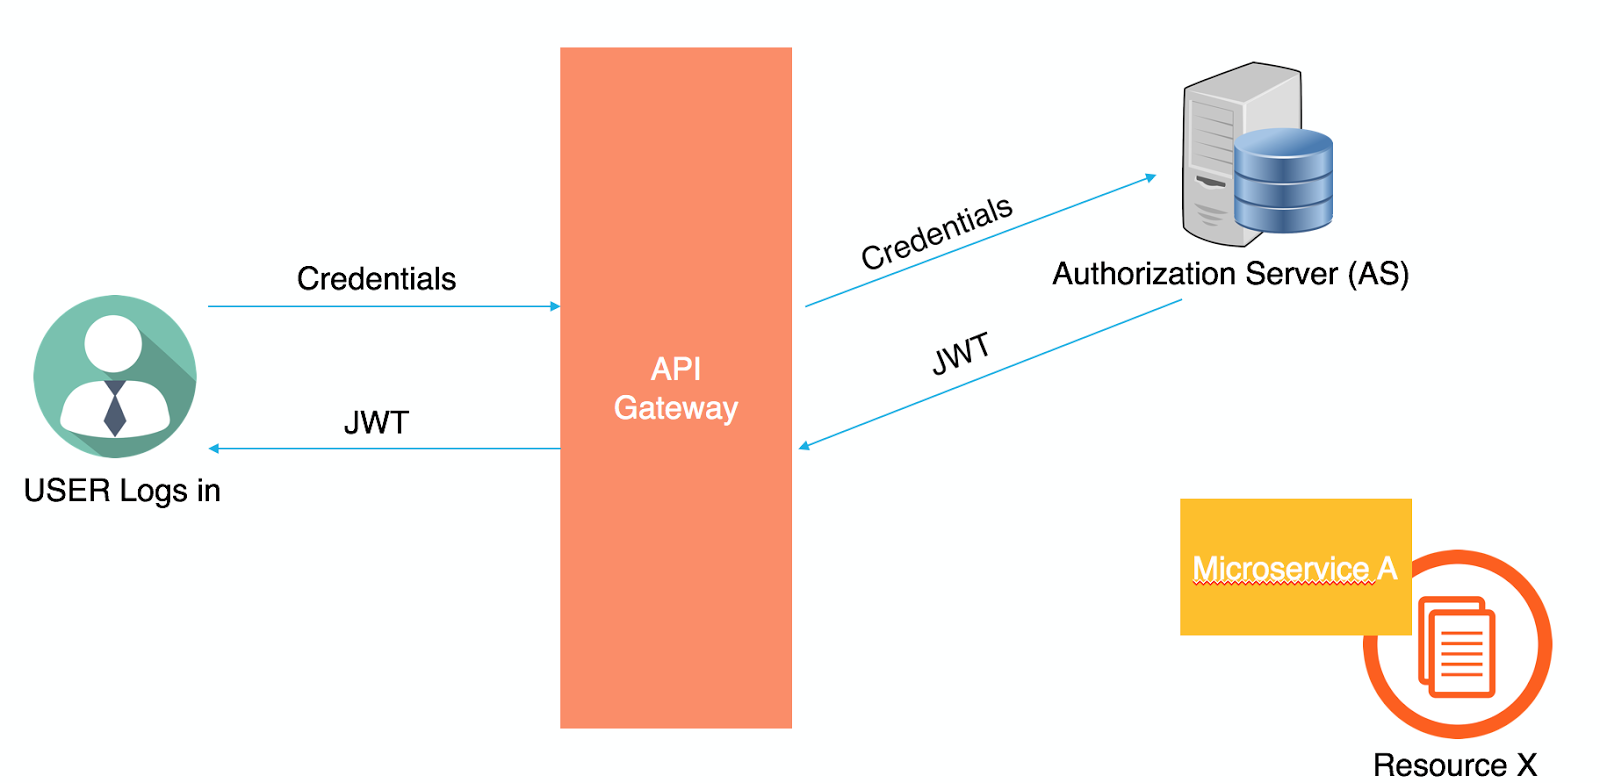 Credentials
Credentials
Authorization Server (AS)
API
Gateway
JWT
JWT
USER Logs in
Microservice A
Resource X